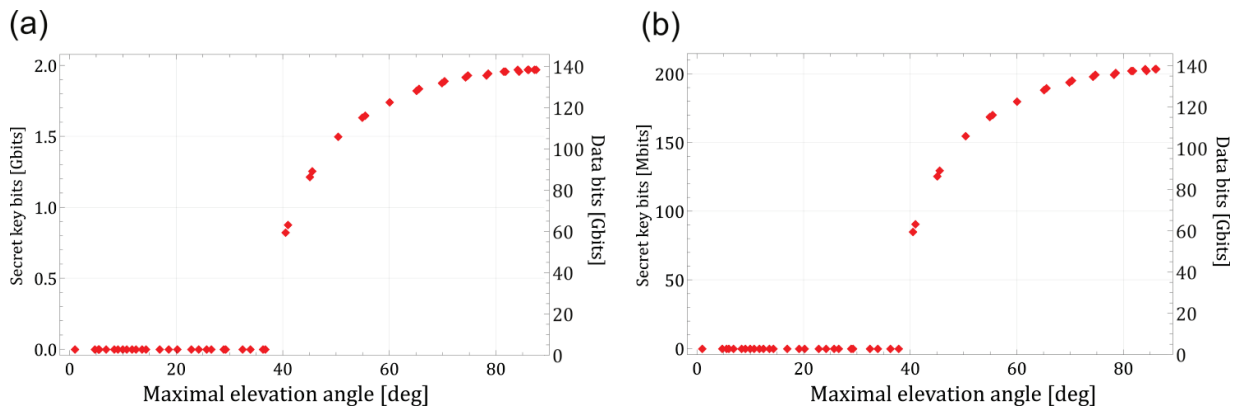 (a)
2.0
1.5
1.0
0.5
0.0
Secret key bits [Gbits]
140
120
100
80
60
40
20
0
Data bits [Gbits]
0 20 40 60 80
Maximal elevation angle [deg]
(b)
200
150
100
50
0
Secret key bits [Mbits]
140
120
100
80
60
40
20
0
Data bits [Gbits]
0 20 40 60 80
Maximal elevation angle [deg]